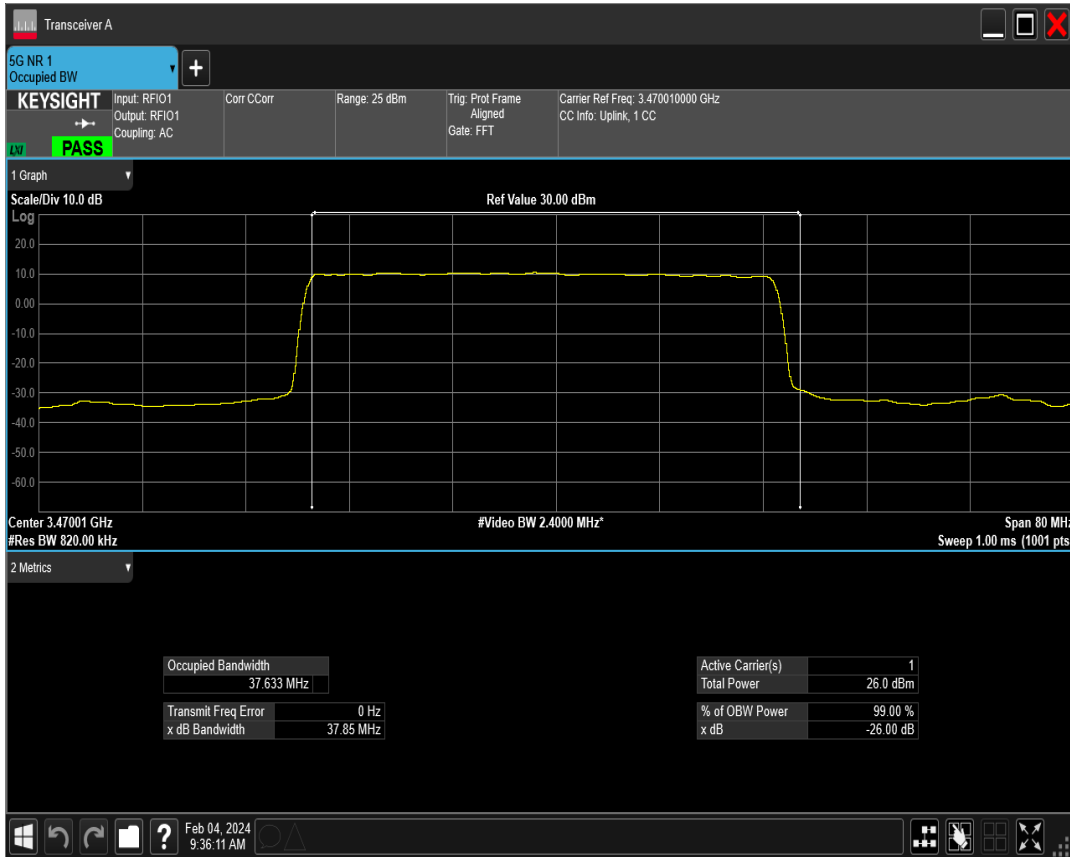 Transceiver A
5G NR 1
Occupied BW
+
KEYSIGHT
LXI
PASS
Input: RFIO1
Output: RFIO1
Coupling: AC
Corr CCorr
Range: 25 dBm
Trig: Prot Frame
Aligned
Gate: FFT
Carrier Ref Freq: 3.470010000 GHz
CC Info: Uplink, 1 CC
1 Graph
Scale/Div 10.0 dB
Ref Value 30.00 dBm
Log
20.0
10.0
0.00
-10.0
-20.0
-30.0
-40.0
-50.0
-60.0
Center 3.47001 GHz
#Video BW 2.4000 MHz*
Span 80 MHz
#Res BW 820.00 kHz
Sweep 1.00 ms (1001 pts
2 Metrics
Occupied Bandwidth
37.633 MHz
Transmit Freq Error 0 Hz
x dB Bandwidth 37.85 MHz
Active Carrier(s) 1
Total Power 26.0 dBm
% of OBW Power 99.00 %
x dB -26.00 dB
?
Feb 04, 2024
9:36:11 AM